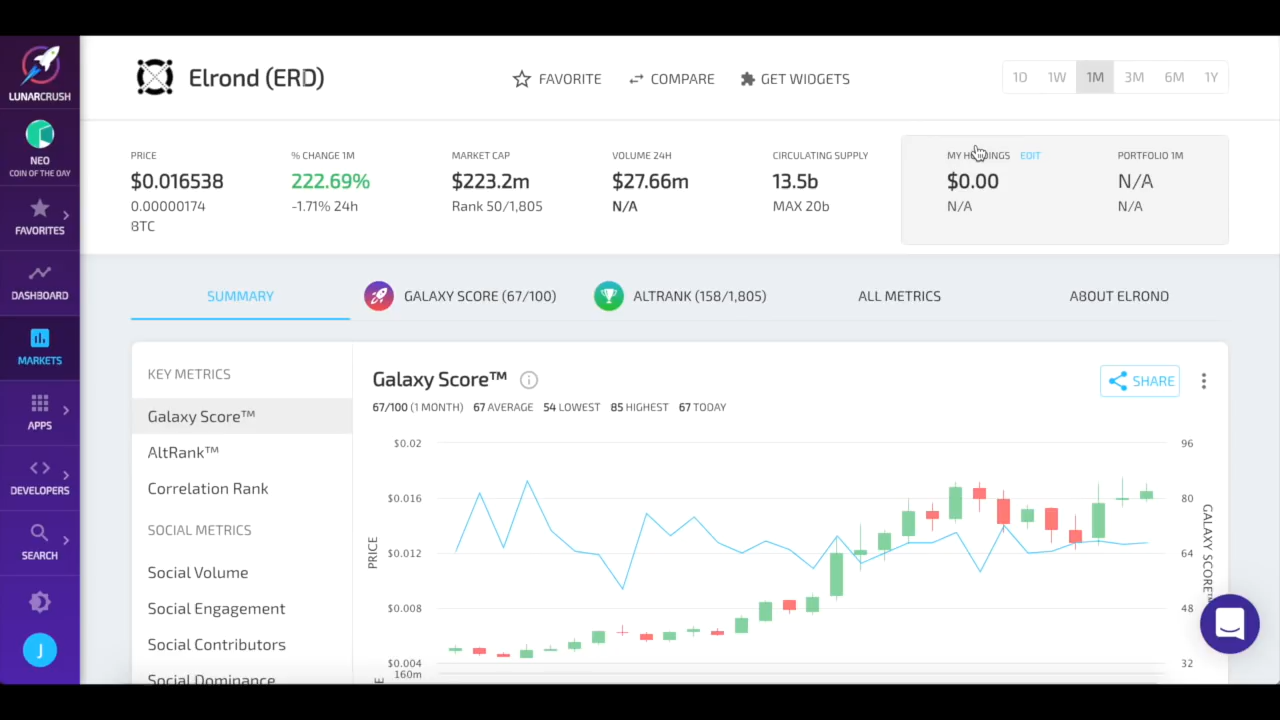 LUNARCRUSH
NEO
COIN OF THE DAY
FAVORITES
DASHBOARD
MARKETS
APPS
DEVELOPERS
SEARCH
J
Elrond (ERD)
FAVORITE
COMPARE
GET WIDGETS
1D 1W 1M 3M 6M 1Y
PRICE
$0.016538
0.00000174
BTC
% CHANGE 1M
222.69%
-1.71% 24h
MARKET CAP
$223.2m
Rank 50/1,805
VOLUME 24H
$27.66m
N/A
CIRCULATING SUPPLY
13.5b
MAX 20b
MY HOLDINGS EDIT
$0.00
N/A
PORTFOLIO 1M
N/A
N/A
SUMMARY
GALAXY SCORE (67/100)
ALTRANK (158/1,805)
ALL METRICS
ABOUT ELROND
KEY METRICS
Galaxy Score™
AltRank™
Correlation Rank
SOCIAL METRICS
Social Volume
Social Engagement
Social Contributors
Social Dominance
Galaxy Score™
SHARE
67/100 (1 MONTH) 67 AVERAGE 54 LOWEST 85 HIGHEST 67 TODAY
PRICE
$0.02
$0.016
$0.012
$0.008
$0.004
160m
96
80
64
48
32
GALAXY SCORE™